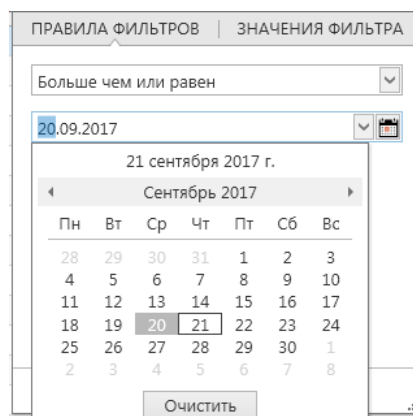 ПРАВИЛА ФИЛЬТРОВ | ЗНАЧЕНИЯ ФИЛЬТРА
Больше чем или равен
20.09.2017
21 сентября 2017 г.
Сентябрь 2017
Пн Вт Ср Чт Пт Сб Вс
28 29 30 31 1 2 3
4 5 6 7 8 9 10
11 12 13 14 15 16 17
18 19 20 21 22 23 24
25 26 27 28 29 30 1
2 3 4 5 6 7 8
Очистить